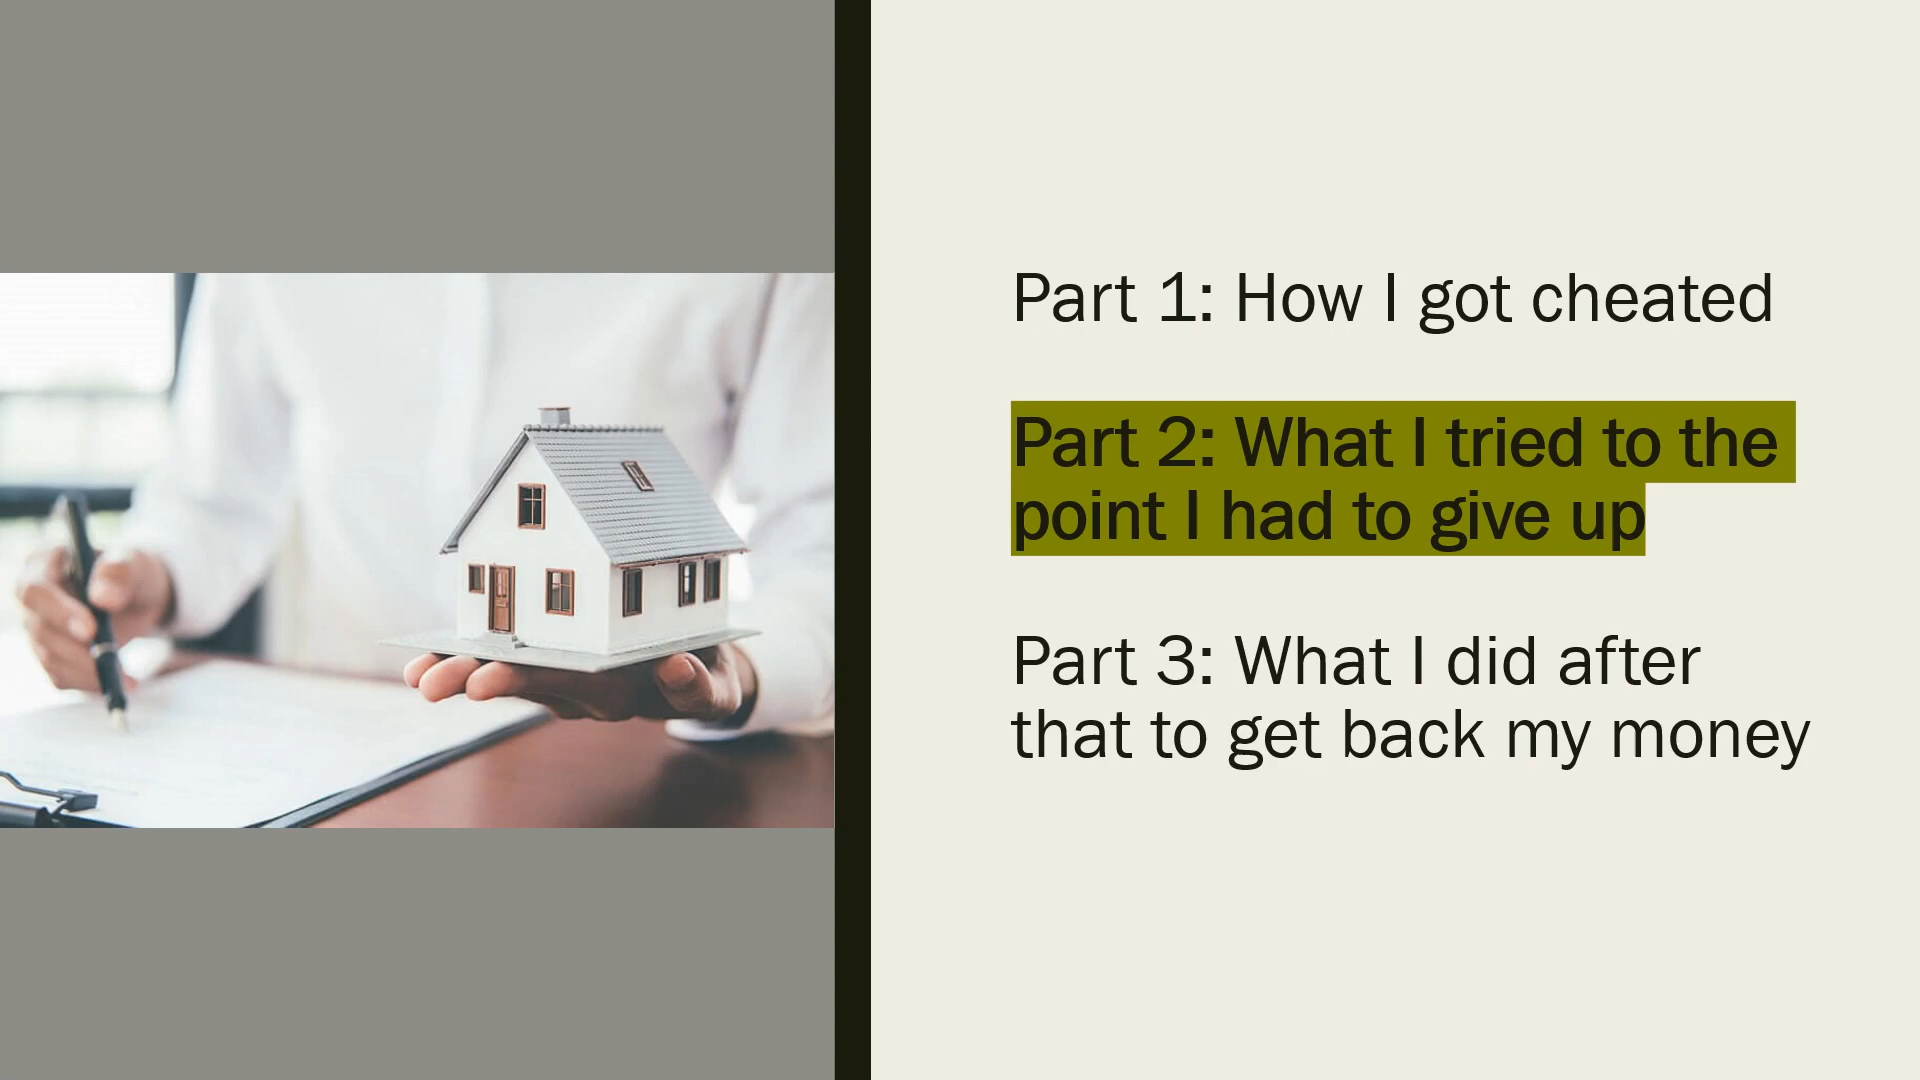 Part 1: How I got cheated
Part 2: What I tried to the
point I had to give up
Part 3: What I did after
that to get back my money